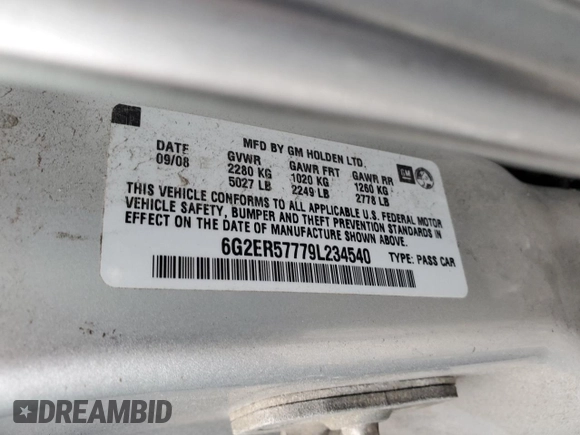 MFD BY GM HOLDEN LTD.
DATE GVWR GAWR FRT GAWR RR
09/08 2280 KG 1020 KG 1260 KG
5027 LB 2249 LB 2778 LB
GM
THIS VEHICLE CONFORMS TO ALL APPLICABLE U.S. FEDERAL MOTOR
VEHICLE SAFETY, BUMPER AND THEFT PREVENTION STANDARDS IN
EFFECT ON THE DATE OF MANUFACTURE SHOWN ABOVE.
6G2ER57779L234540 TYPE: PASS CAR
DREAMBID